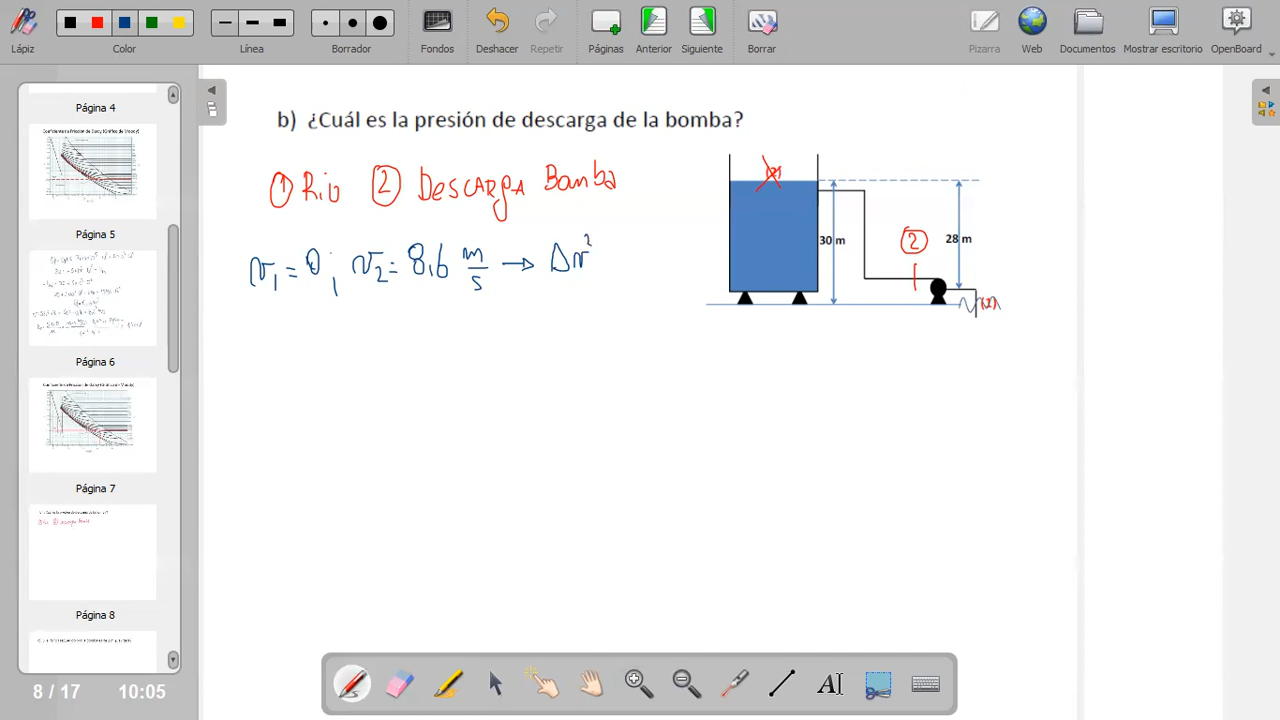 Lápiz
Color
Línea
Borrador
Fondos
Deshacer
Repetir
Páginas
Anterior
Siguiente
Borrar
Pizarra
Web
Documentos
Mostrar escritorio
OpenBoard
Página 4
Página 5
Página 6
Página 7
Página 8
8 / 17
10:05
b) ¿Cuál es la presión de descarga de la bomba?
① Rio ② DESCARGA Bomba
v₁ = 0; v₂ = 8,6 m/s → Δv²
30 m
②
28 m